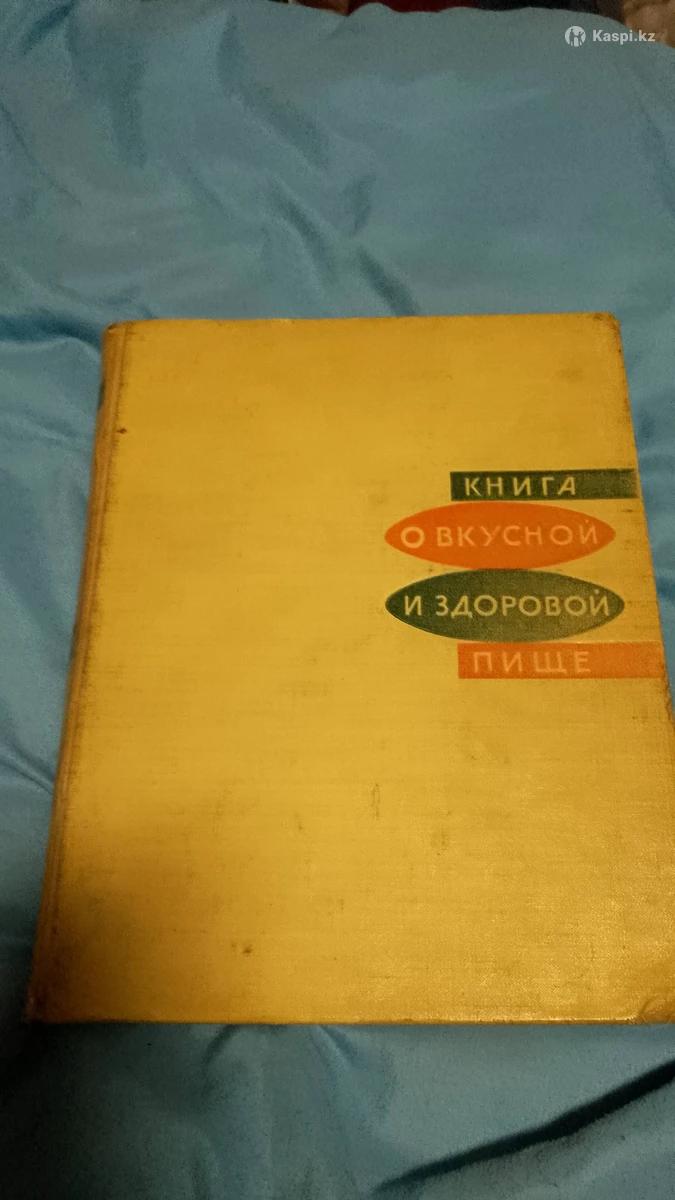 Kaspi.kz
КНИГА
О ВКУСНОЙ
И ЗДОРОВОЙ
ПИЩЕ